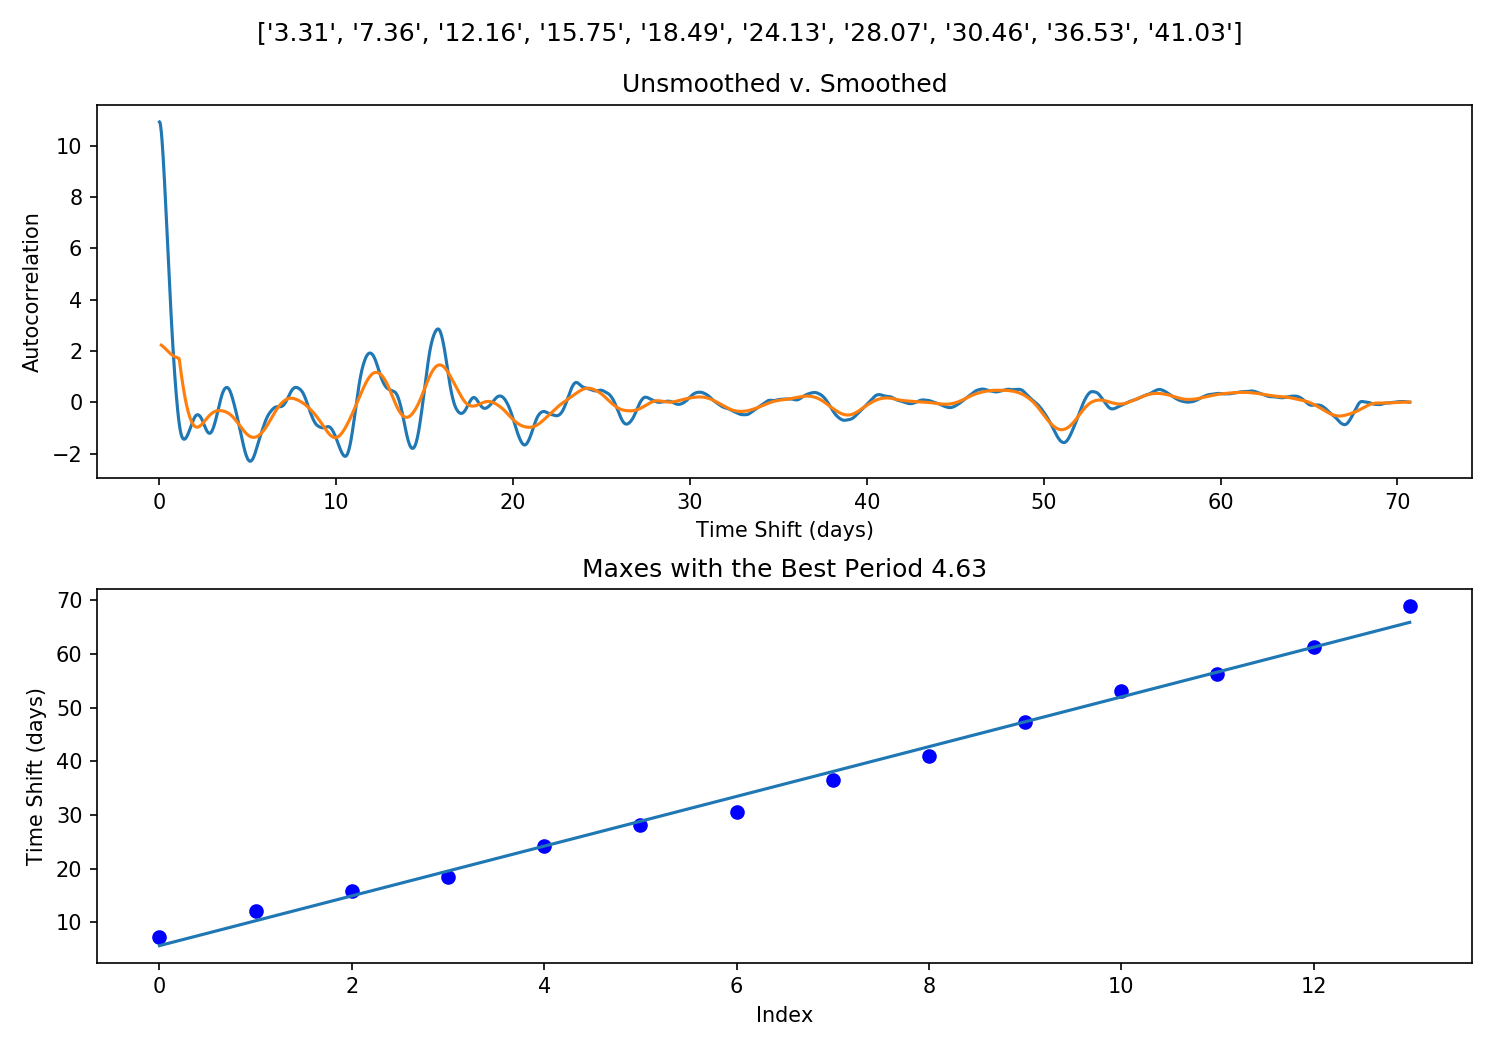 ['3.31', '7.36', '12.16', '15.75', '18.49', '24.13', '28.07', '30.46', '36.53', '41.03']
Unsmoothed v. Smoothed
Autocorrelation
10
8
6
4
2
0
−2
0 10 20 30 40 50 60 70
Time Shift (days)
Maxes with the Best Period 4.63
Time Shift (days)
70
60
50
40
30
20
10
0 2 4 6 8 10 12
Index